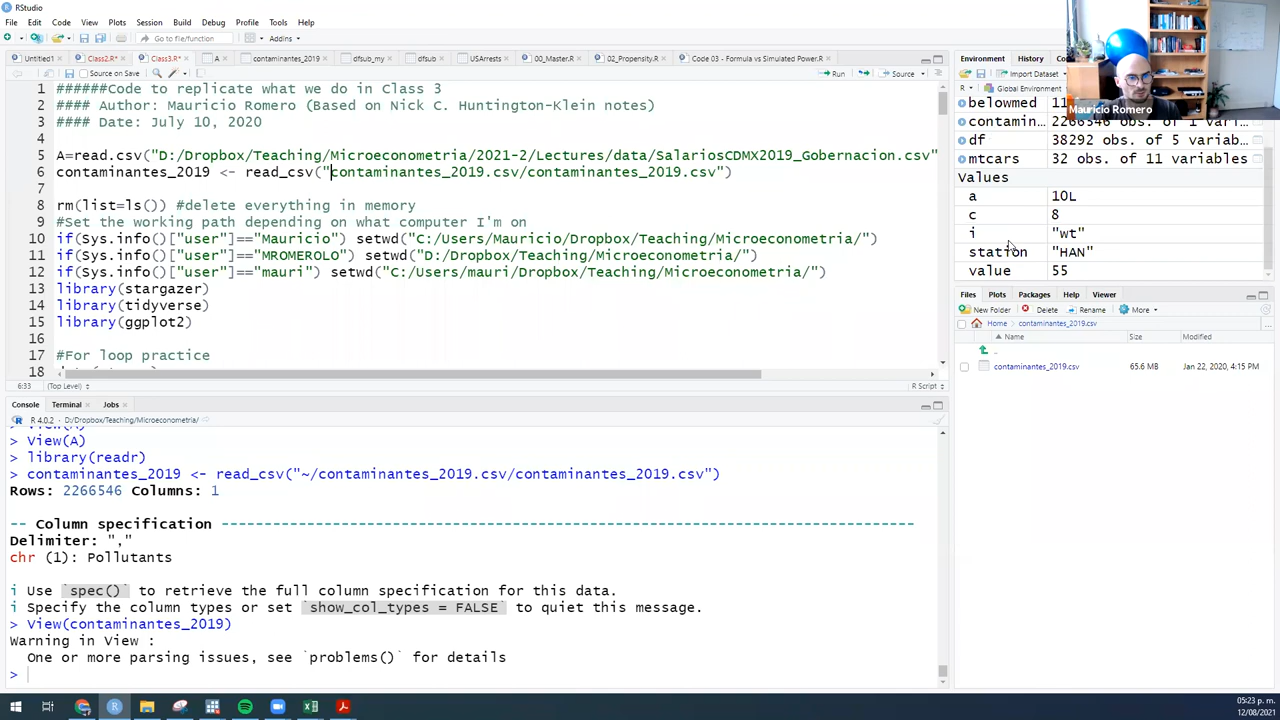 RStudio
File Edit Code View Plots Session Build Debug Profile Tools Help
Go to file/function Addins
Untitled1 Class2.R* Class3.R* A contaminantes_2019 dfsub_my dfsub USArrests 00_Master.R 02_Propensity.R Code 03 - Formula vs Simulated Power.R
Source on Save Run Source
1 ######Code to replicate what we do in Class 3
2 #### Author: Mauricio Romero (Based on Nick C. Huntington-Klein notes)
3 #### Date: July 10, 2020
4
5 A=read.csv("D:/Dropbox/Teaching/Microeconometria/2021-2/Lectures/data/SalariosCDMX2019_Gobernacion.csv"
6 contaminantes_2019 <- read_csv("contaminantes_2019.csv/contaminantes_2019.csv")
7
8 rm(list=ls()) #delete everything in memory
9 #Set the working path depending on what computer I'm on
10 if(Sys.info()["user"]=="Mauricio") setwd("C:/Users/Mauricio/Dropbox/Teaching/Microeconometria/")
11 if(Sys.info()["user"]=="MROMEROLO") setwd("D:/Dropbox/Teaching/Microeconometria/")
12 if(Sys.info()["user"]=="mauri") setwd("C:/Users/mauri/Dropbox/Teaching/Microeconometria/")
13 library(stargazer)
14 library(tidyverse)
15 library(ggplot2)
16
17 #For loop practice
18
6:33 (Top Level) R Script
Console Terminal Jobs
R 4.0.2 · D:/Dropbox/Teaching/Microeconometria/
> View(A)
> View(A)
> library(readr)
> contaminantes_2019 <- read_csv("~/contaminantes_2019.csv/contaminantes_2019.csv")
Rows: 2266546 Columns: 1
-- Column specification ----------------------------------------------------------------
Delimiter: ","
chr (1): Pollutants
i Use `spec()` to retrieve the full column specification for this data.
i Specify the column types or set `show_col_types = FALSE` to quiet this message.
> View(contaminantes_2019)
Warning in View :
One or more parsing issues, see `problems()` for details
>
Environment History Co
Import Dataset
R Global Environment
belowmed 11
contamin… 2266546 obs. of 1 vari
df 38292 obs. of 5 variab…
mtcars 32 obs. of 11 variables
Values
a 10L
c 8
i "wt"
station "HAN"
value 55
Mauricio Romero
Files Plots Packages Help Viewer
New Folder Delete Rename More
Home contaminantes_2019.csv
Name Size Modified
..
contaminantes_2019.csv 65.6 MB Jan 22, 2020, 4:15 PM
05:23 p. m.
12/08/2021